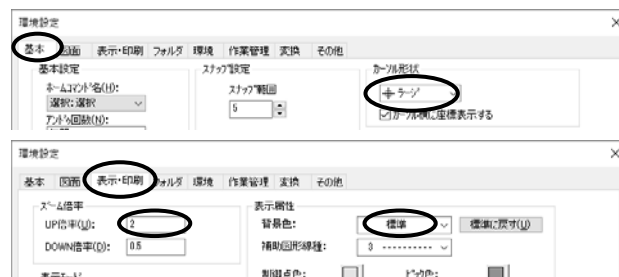 環境設定
基本 図面 表示・印刷 フォルダ 環境 作業管理 変換 その他
基本設定 スナップ設定 カーソル形状
ホームコマンド名(H): スナップ範囲
選択:選択 5 ラージ
アンドゥ回数(N): カーソル横に座標表示する
環境設定
基本 図面 表示・印刷 フォルダ 環境 作業管理 変換 その他
ズーム倍率 表示属性
UP倍率(U): 2 背景色: 標準 標準に戻す(U)
DOWN倍率(D): 0.5 補助図形線種: 3 ----------